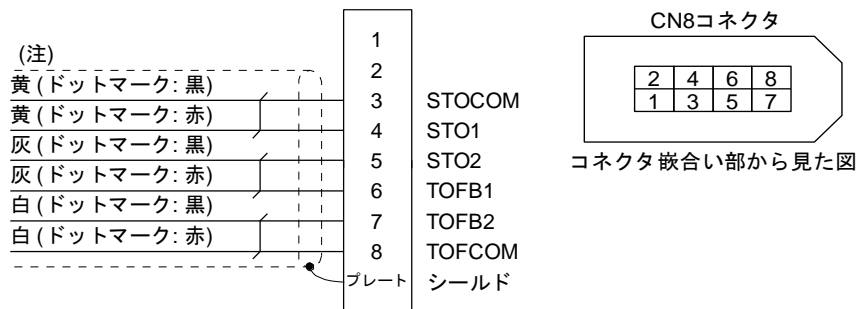 (注)
黄 (ドットマーク: 黒)
黄 (ドットマーク: 赤)
灰 (ドットマーク: 黒)
灰 (ドットマーク: 赤)
白 (ドットマーク: 黒)
白 (ドットマーク: 赤)
1
2
3 STOCOM
4 STO1
5 STO2
6 TOFB1
7 TOFB2
8 TOFCOM
プレート シールド
CN8コネクタ
2 4 6 8
1 3 5 7
コネクタ嵌合い部から見た図